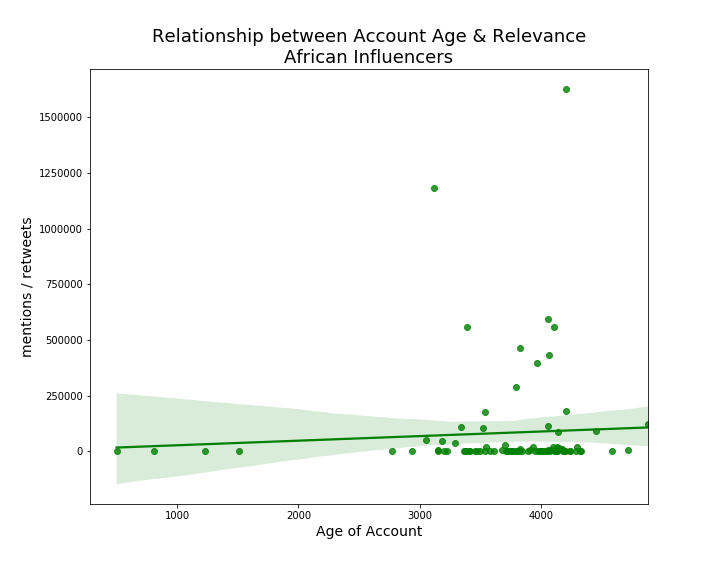 Relationship between Account Age & Relevance
African Influencers
1500000
1250000
1000000
750000
500000
250000
0
mentions / retweets
1000
2000
3000
4000
Age of Account